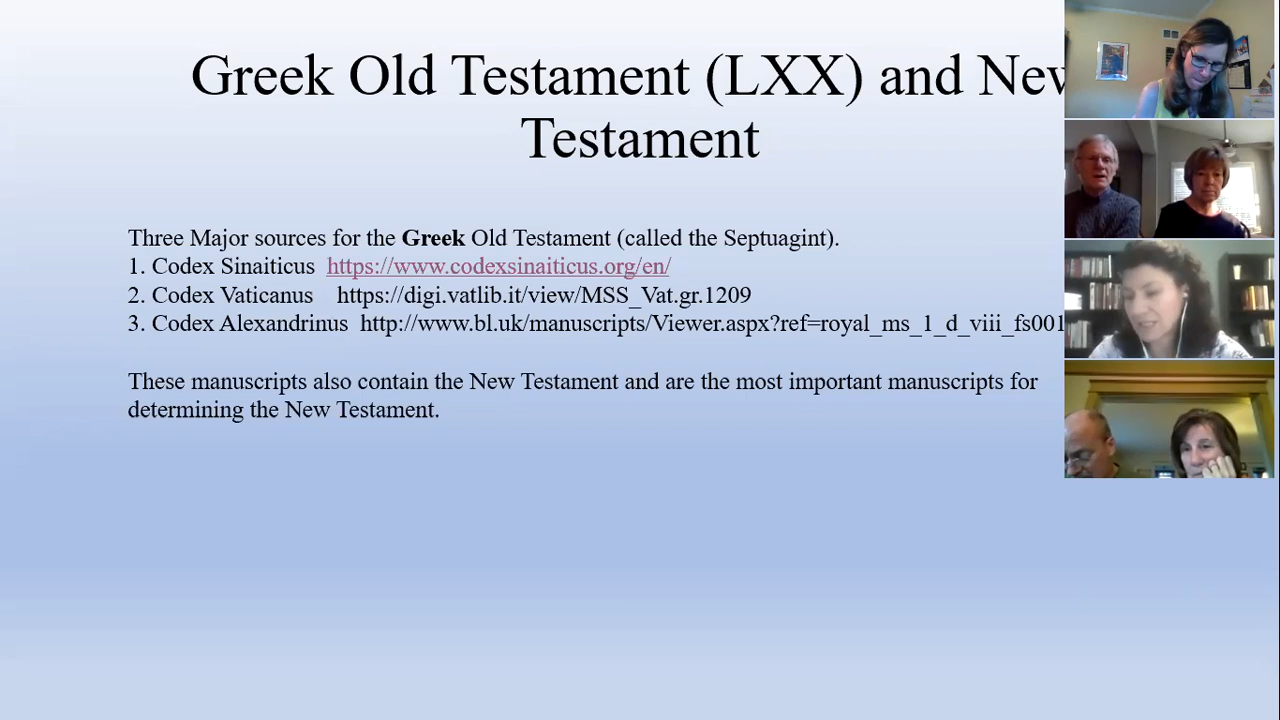 Greek Old Testament (LXX) and New
Testament
Three Major sources for the Greek Old Testament (called the Septuagint).
1. Codex Sinaiticus https://www.codexsinaiticus.org/en/
2. Codex Vaticanus https://digi.vatlib.it/view/MSS_Vat.gr.1209
3. Codex Alexandrinus http://www.bl.uk/manuscripts/Viewer.aspx?ref=royal_ms_1_d_viii_fs001
These manuscripts also contain the New Testament and are the most important manuscripts for
determining the New Testament.